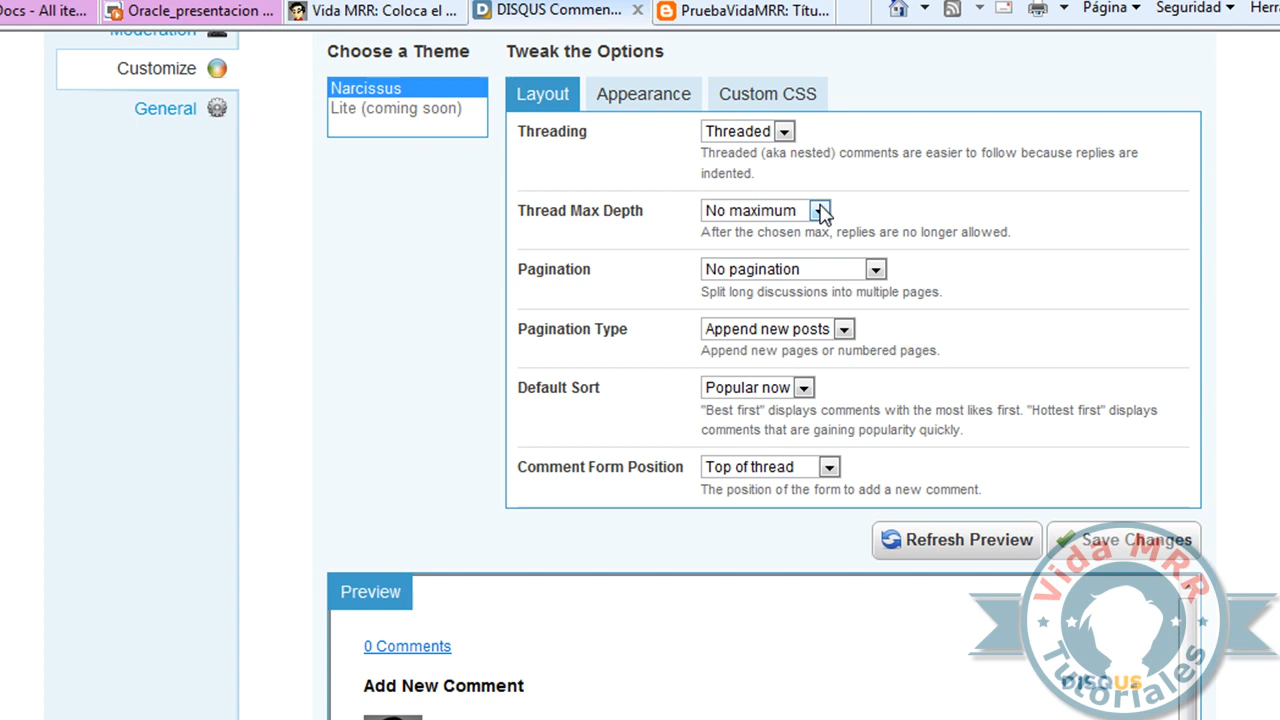 Docs - All ite...
Oracle_presentacion ...
Vida MRR: Coloca el ...
DISQUS Commen...
PruebaVidaMRR: Títu...
Página
Seguridad
Moderation
Customize
General
Choose a Theme
Narcissus
Lite (coming soon)
Tweak the Options
Layout
Appearance
Custom CSS
Threading
Threaded
Threaded (aka nested) comments are easier to follow because replies are
indented.
Thread Max Depth
No maximum
After the chosen max, replies are no longer allowed.
Pagination
No pagination
Split long discussions into multiple pages.
Pagination Type
Append new posts
Append new pages or numbered pages.
Default Sort
Popular now
"Best first" displays comments with the most likes first. "Hottest first" displays
comments that are gaining popularity quickly.
Comment Form Position
Top of thread
The position of the form to add a new comment.
Refresh Preview
Save Changes
Preview
0 Comments
Add New Comment
Vida MRR
DISQUS
Tutoriales